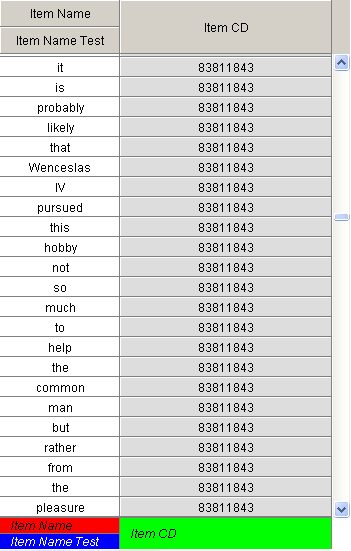 Item Name
Item Name Test
Item CD
it 83811843
is 83811843
probably 83811843
likely 83811843
that 83811843
Wenceslas 83811843
IV 83811843
pursued 83811843
this 83811843
hobby 83811843
not 83811843
so 83811843
much 83811843
to 83811843
help 83811843
the 83811843
common 83811843
man 83811843
but 83811843
rather 83811843
from 83811843
the 83811843
pleasure 83811843
Item Name
Item Name Test
Item CD